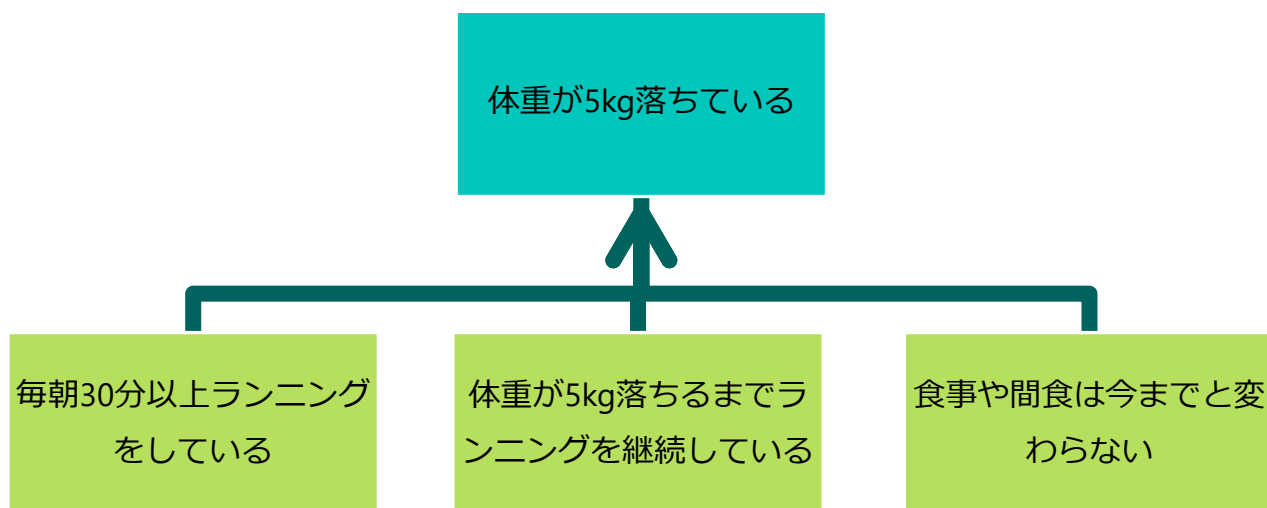 体重が5kg落ちている
毎朝30分以上ランニング
をしている
体重が5kg落ちるまでラ
ンニングを継続している
食事や間食は今までと変
わらない